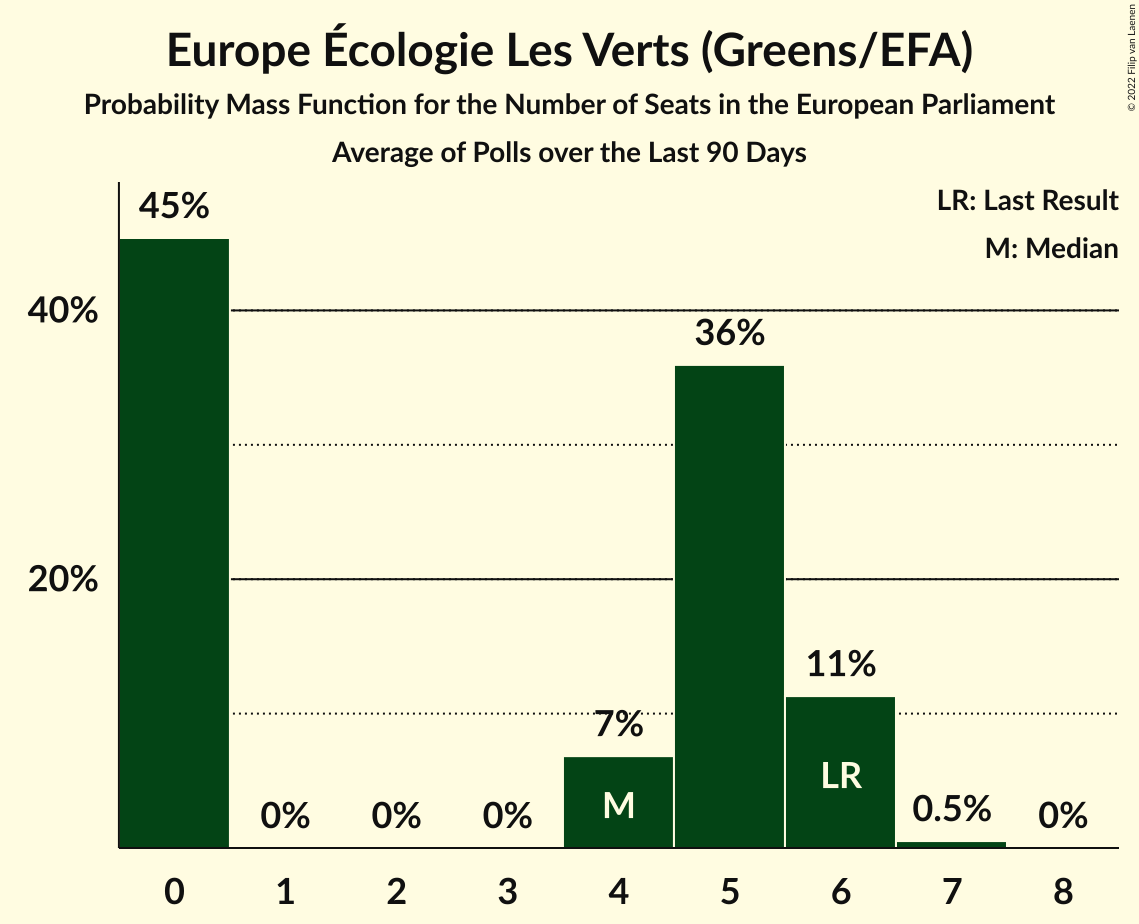 Europe Écologie Les Verts (Greens/EFA)
Probability Mass Function for the Number of Seats in the European Parliament
Average of Polls over the Last 90 Days
© 2022 Filip van Laenen
LR: Last Result
M: Median
45%
40%
36%
20%
11%
7%
LR
M
0%
0%
0%
0.5%
0%
0 1 2 3 4 5 6 7 8